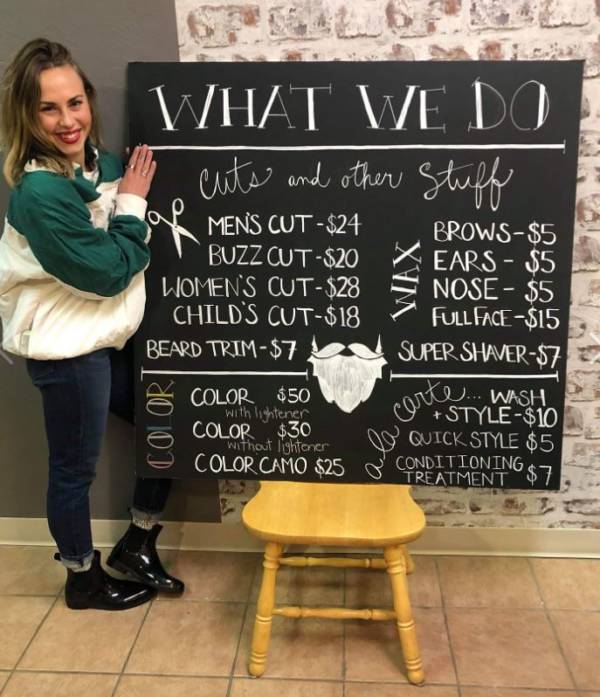 WHAT WE DO
Cuts and other Stuff
MEN'S CUT - $24
BUZZ CUT - $20
WOMEN'S CUT - $28
CHILD'S CUT - $18
BEARD TRIM - $7
WAX
BROWS - $5
EARS - $5
NOSE - $5
FULL FACE - $15
SUPER SHAVER - $7
COLOR
COLOR $50
with lightener
COLOR $30
without lightener
COLOR CAMO $25
a la carte... WASH
+ STYLE - $10
QUICK STYLE $5
CONDITIONING
TREATMENT $7